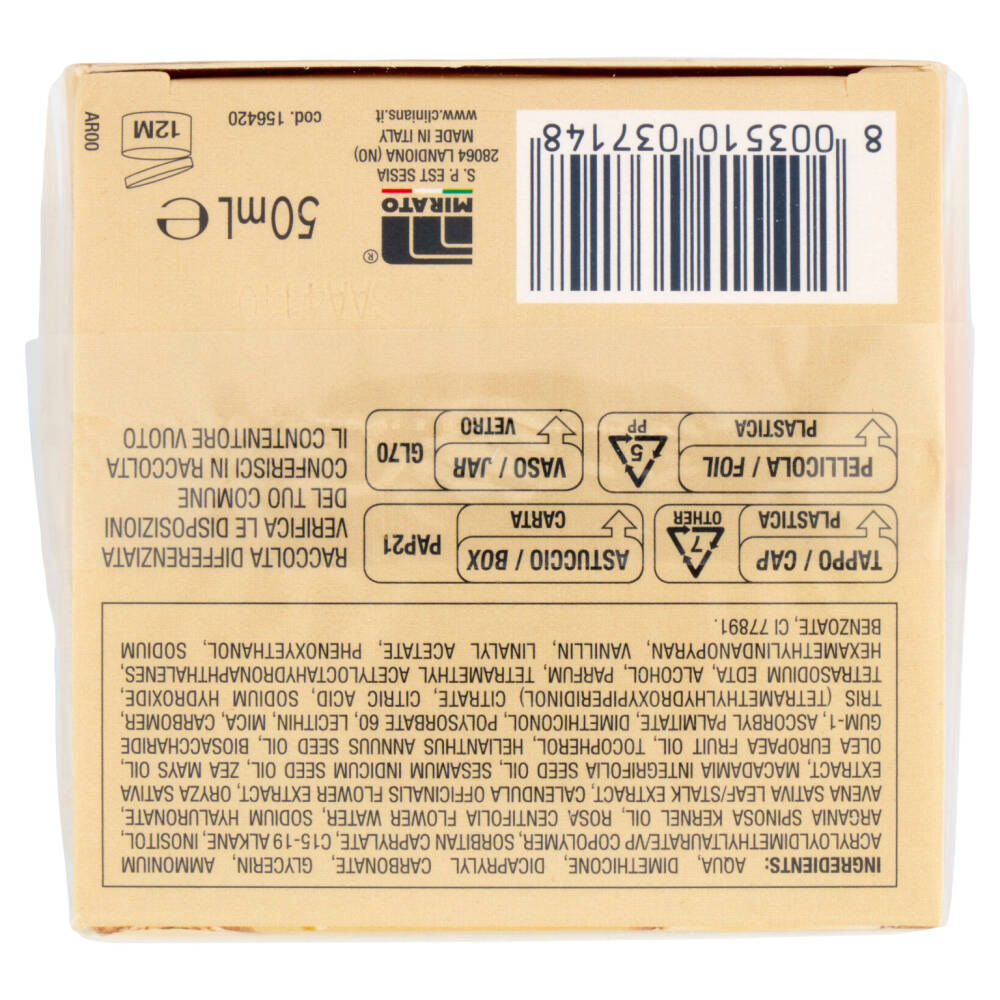 INGREDIENTS: AQUA, DIMETHICONE, DICAPRYLYL CARBONATE, GLYCERIN, AMMONIUM
ACRYLOYLDIMETHYLTAURATE/VP COPOLYMER, SORBITAN CAPRYLATE, C15-19 ALKANE, INOSITOL,
ARGANIA SPINOSA KERNEL OIL, ROSA CENTIFOLIA FLOWER WATER, SODIUM HYALURONATE,
AVENA SATIVA LEAF/STALK EXTRACT, CALENDULA OFFICINALIS FLOWER EXTRACT, ORYZA SATIVA
EXTRACT, MACADAMIA INTEGRIFOLIA SEED OIL, SESAMUM INDICUM SEED OIL, ZEA MAYS OIL,
OLEA EUROPAEA FRUIT OIL, TOCOPHEROL, HELIANTHUS ANNUUS SEED OIL, BIOSACCHARIDE
GUM-1, ASCORBYL PALMITATE, DIMETHICONOL, POLYSORBATE 60, LECITHIN, MICA, CARBOMER,
TRIS (TETRAMETHYLHYDROXYPIPERIDINOL) CITRATE, CITRIC ACID, SODIUM HYDROXIDE,
TETRASODIUM EDTA, ALCOHOL, PARFUM, TETRAMETHYL ACETYLOCTAHYDRONAPHTHALENES,
HEXAMETHYLINDANOPYRAN, VANILLIN, LINALYL ACETATE, PHENOXYETHANOL, SODIUM
BENZOATE, CI 77891.
TAPPO / CAP
PLASTICA
7
OTHER
ASTUCCIO / BOX
CARTA
PAP21
PELLICOLA / FOIL
PLASTICA
5
PP
VASO / JAR
VETRO
GL70
RACCOLTA DIFFERENZIATA
VERIFICA LE DISPOSIZIONI
DEL TUO COMUNE
CONFERISCI IN RACCOLTA
IL CONTENITORE VUOTO
8 003510 037148
®
MIRATO
S. P. EST SESIA
28064 LANDIONA (NO)
MADE IN ITALY
www.clinians.it
50mL e
cod. 156420
12M
AR00